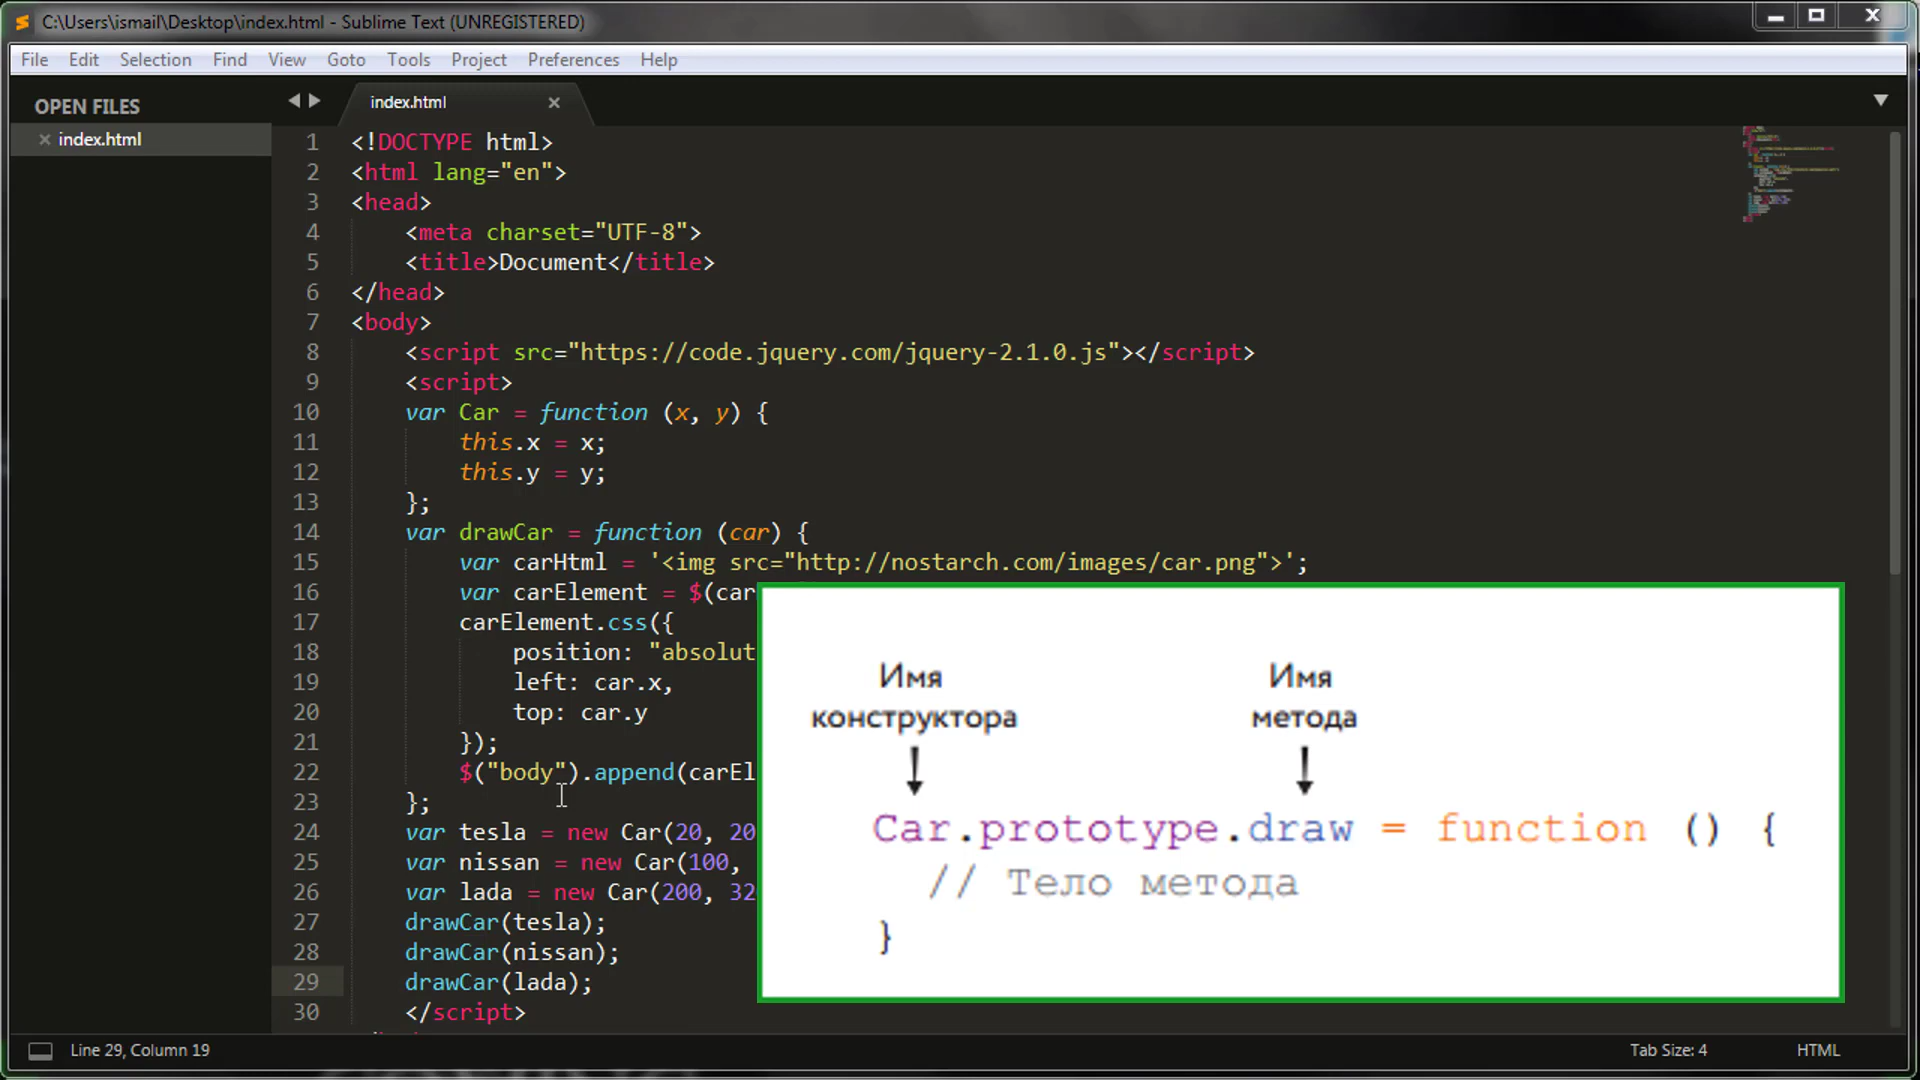 C:\Users\ismail\Desktop\index.html - Sublime Text (UNREGISTERED)
File Edit Selection Find View Goto Tools Project Preferences Help
OPEN FILES
index.html
index.html
1 <!DOCTYPE html>
2 <html lang="en">
3 <head>
4 <meta charset="UTF-8">
5 <title>Document</title>
6 </head>
7 <body>
8 <script src="https://code.jquery.com/jquery-2.1.0.js"></script>
9 <script>
10 var Car = function (x, y) {
11 this.x = x;
12 this.y = y;
13 };
14 var drawCar = function (car) {
15 var carHtml = '<img src="http://nostarch.com/images/car.png">';
16 var carElement = $(car
17 carElement.css({
18 position: "absolut
19 left: car.x,
20 top: car.y
21 });
22 $("body").append(carEl
23 };
24 var tesla = new Car(20, 20
25 var nissan = new Car(100,
26 var lada = new Car(200, 32
27 drawCar(tesla);
28 drawCar(nissan);
29 drawCar(lada);
30 </script>
Имя
конструктора
Имя
метода
Car.prototype.draw = function () {
// Тело метода
}
Line 29, Column 19
Tab Size: 4
HTML